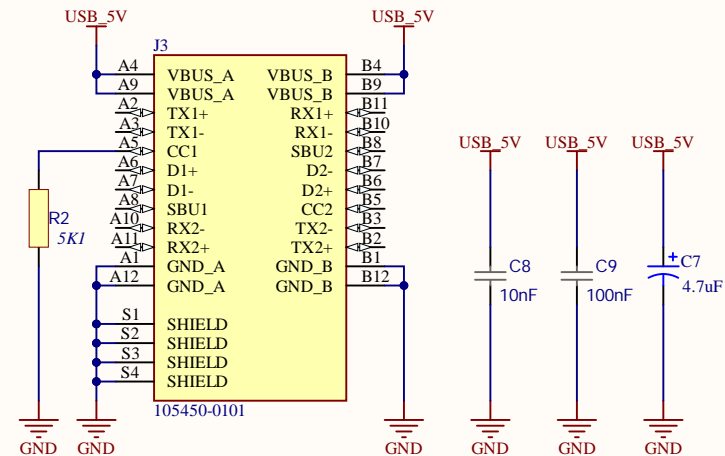 USB_5V
USB_5V
J3
A4 VBUS_A VBUS_B B4
A9 VBUS_A VBUS_B B9
A2 TX1+ RX1+ B11
A3 TX1- RX1- B10
A5 CC1 SBU2 B8
A6 D1+ D2- B7
A7 D1- D2+ B6
A8 SBU1 CC2 B5
A10 RX2- TX2- B3
A11 RX2+ TX2+ B2
A1 GND_A GND_B B1
A12 GND_A GND_B B12
S1 SHIELD
S2 SHIELD
S3 SHIELD
S4 SHIELD
105450-0101
R2
5K1
GND
GND
GND
USB_5V
USB_5V
USB_5V
C8
10nF
C9
100nF
+
C7
4.7uF
GND
GND
GND